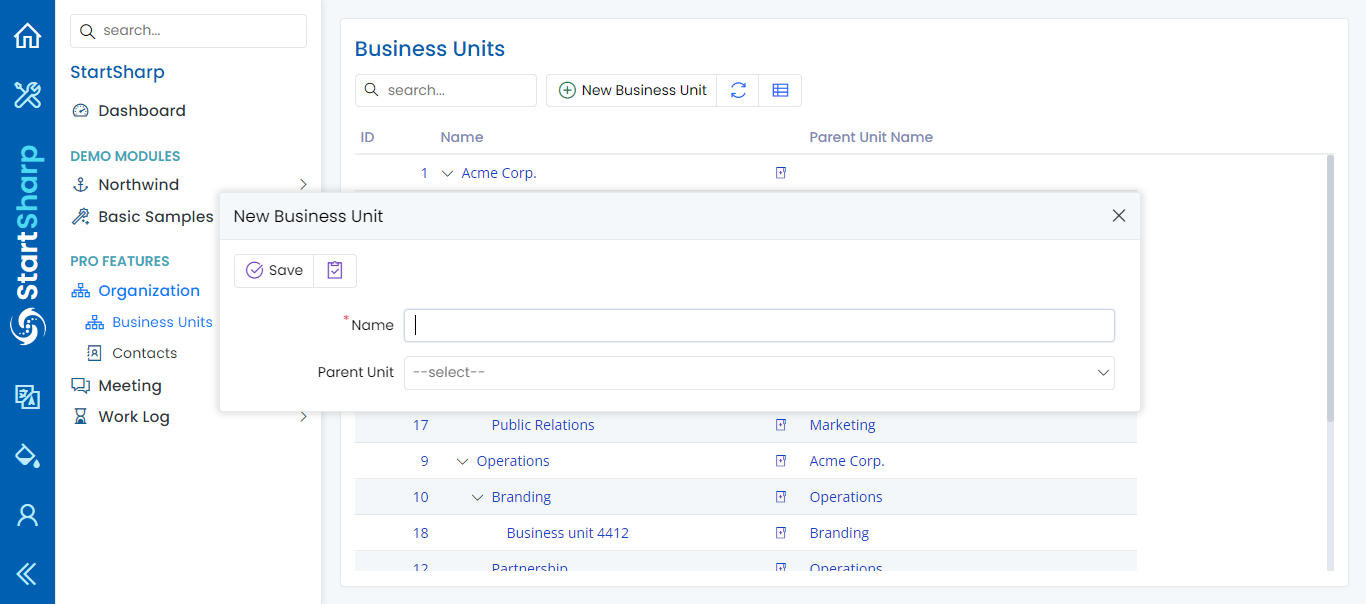 search...
StartSharp
Dashboard
DEMO MODULES
Northwind
Basic Samples
PRO FEATURES
Organization
Business Units
Contacts
Meeting
Work Log
StartSharp
Business Units
search...
New Business Unit
ID Name Parent Unit Name
1 Acme Corp.
New Business Unit
Save
* Name
Parent Unit --select--
17 Public Relations Marketing
9 Operations Acme Corp.
10 Branding Operations
18 Business unit 4412 Branding
12 Partnership Operations